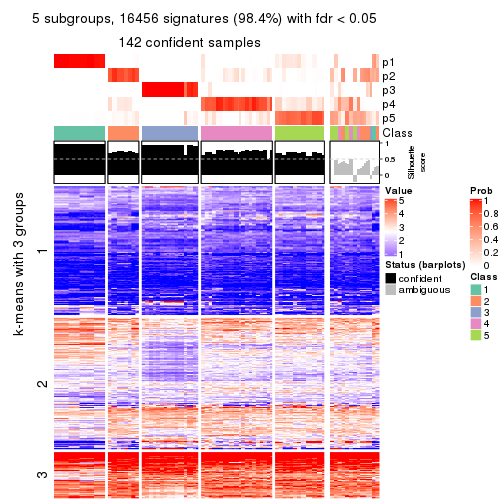 5 subgroups, 16456 signatures (98.4%) with fdr < 0.05
142 confident samples
p1
p2
p3
p4
p5
Class
1
0.5
0
Silhouette
score
k-means with 3 groups
1
2
3
Value
5
4
3
2
1
Status (barplots)
confident
ambiguous
Prob
1
0.8
0.6
0.4
0.2
0
Class
1
2
3
4
5